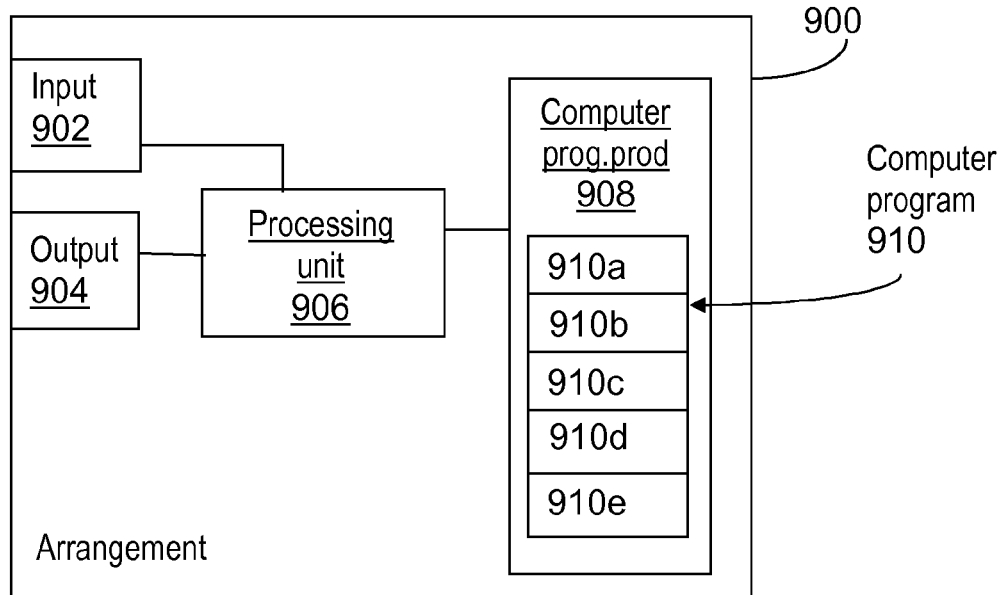 900
Input
902
Output
904
Processing
unit
906
Computer
prog.prod
908
910a
910b
910c
910d
910e
Computer
program
910
Arrangement